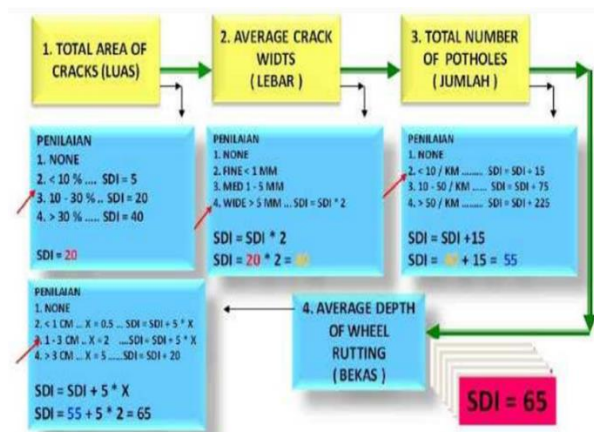 1. TOTAL AREA OF
CRACKS (LUAS)
2. AVERAGE CRACK
WIDTS
( LEBAR )
3. TOTAL NUMBER
OF POTHOLES
( JUMLAH )
PENILAIAN
1. NONE
2. < 10 % .... SDI = 5
3. 10 - 30 % .. SDI = 20
4. > 30 % ..... SDI = 40
SDI = 20
PENILAIAN
1. NONE
2. FINE < 1 MM
3. MED 1 - 5 MM
4. WIDE > 5 MM ... SDI = SDI * 2
SDI = SDI * 2
SDI = 20 * 2 = 40
PENILAIAN
1. NONE
2. < 10 / KM ......... SDI = SDI + 15
3. 10 - 50 / KM ...... SDI = SDI + 75
4. > 50 / KM ...... SDI = SDI + 225
SDI = SDI +15
SDI = 40 + 15 = 55
PENILAIAN
1. NONE
2. < 1 CM ... X = 0.5 ... SDI = SDI + 5 * X
3. 1 - 3 CM .. X = 2 ....SDI = SDI + 5 * X
4. > 3 CM ... X = 5 ......SDI = SDI + 20
SDI = SDI + 5 * X
SDI = 55 + 5 * 2 = 65
4. AVERAGE DEPTH
OF WHEEL
RUTTING
( BEKAS )
SDI = 65